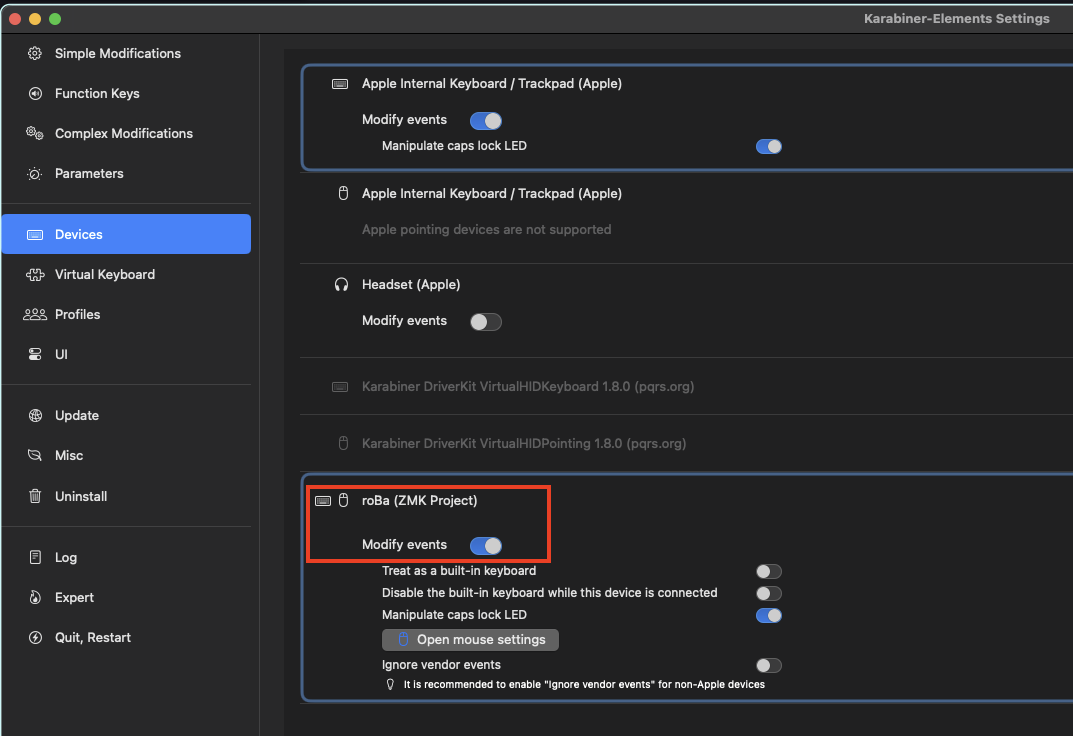 Karabiner-Elements Settings
Simple Modifications
Function Keys
Complex Modifications
Parameters
Devices
Virtual Keyboard
Profiles
UI
Update
Misc
Uninstall
Log
Expert
Quit, Restart
Apple Internal Keyboard / Trackpad (Apple)
Modify events
Manipulate caps lock LED
Apple Internal Keyboard / Trackpad (Apple)
Apple pointing devices are not supported
Headset (Apple)
Modify events
Karabiner DriverKit VirtualHIDKeyboard 1.8.0 (pqrs.org)
Karabiner DriverKit VirtualHIDPointing 1.8.0 (pqrs.org)
roBa (ZMK Project)
Modify events
Treat as a built-in keyboard
Disable the built-in keyboard while this device is connected
Manipulate caps lock LED
Open mouse settings
Ignore vendor events
It is recommended to enable "Ignore vendor events" for non-Apple devices